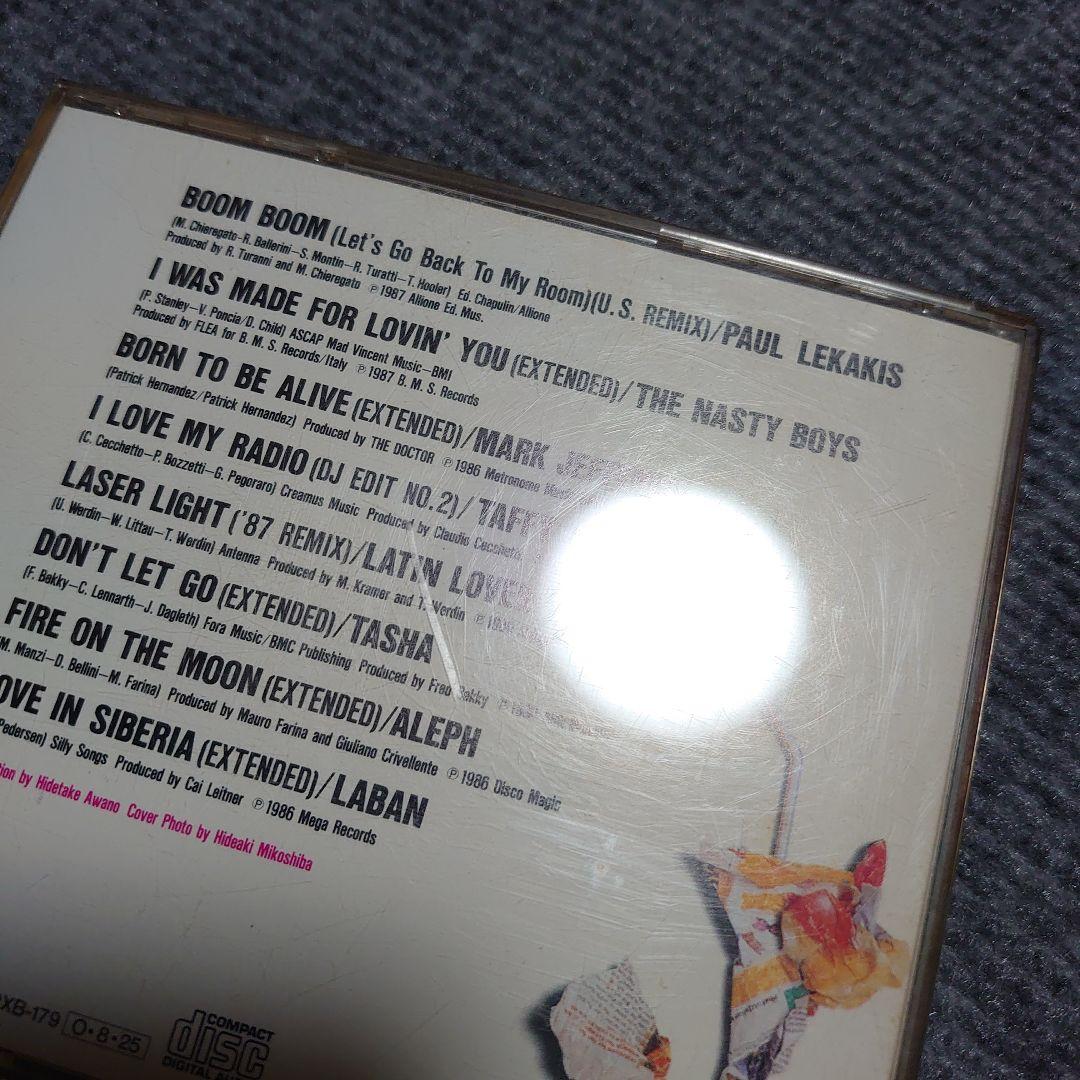 BOOM BOOM (Let's Go Back To My Room)(U. S. REMIX)/PAUL LEKAKIS
(M. Chieregato–R. Ballerini–S. Montin–R. Turatti–T. Hooler) Ed. Chapulin/Allione
Produced by R. Turanni and M. Chieregato ℗1987 Allione Ed. Mus.
I WAS MADE FOR LOVIN' YOU (EXTENDED)/THE NASTY BOYS
(P. Stanley–V. Poncia/D. Child) ASCAP Mad Vincent Music–BMI
Produced by FLEA for B. M. S. Records/Italy ℗1987 B. M. S. Records
BORN TO BE ALIVE (EXTENDED)/MARK
(Patrick Hernandez/Patrick Hernandez) Produced by THE DOCTOR ℗1986 Metronome
I LOVE MY RADIO (DJ EDIT NO.2)/TAFFY
(C. Cecchetto–P. Bozzetti–G. Pegoraro) Creamus Music Produced by Claudio Cecchetto
LASER LIGHT ('87 REMIX)/LATIN LOVER
(U. Werdin–W. Littau–T. Werdin) Antenna Produced by M. Kramer and T. Werdin
DON'T LET GO (EXTENDED)/TASHA
(F. Bekky–C. Lennarth–J. Dagleth) Fora Music/BMC Publishing Produced by Fred Bekky
FIRE ON THE MOON (EXTENDED)/ALEPH
M. Manzi–D. Bellini–M. Farina) Produced by Mauro Farina and Giuliano Crivellente ℗1986 Disco Magic
OVE IN SIBERIA (EXTENDED)/LABAN
Pedersen) Silly Songs Produced by Cai Leitner ℗1986 Mega Records
tion by Hidetake Awano Cover Photo by Hideaki Mikoshiba
XB-179 O·8·25
COMPACT
disc
DIGITAL AU